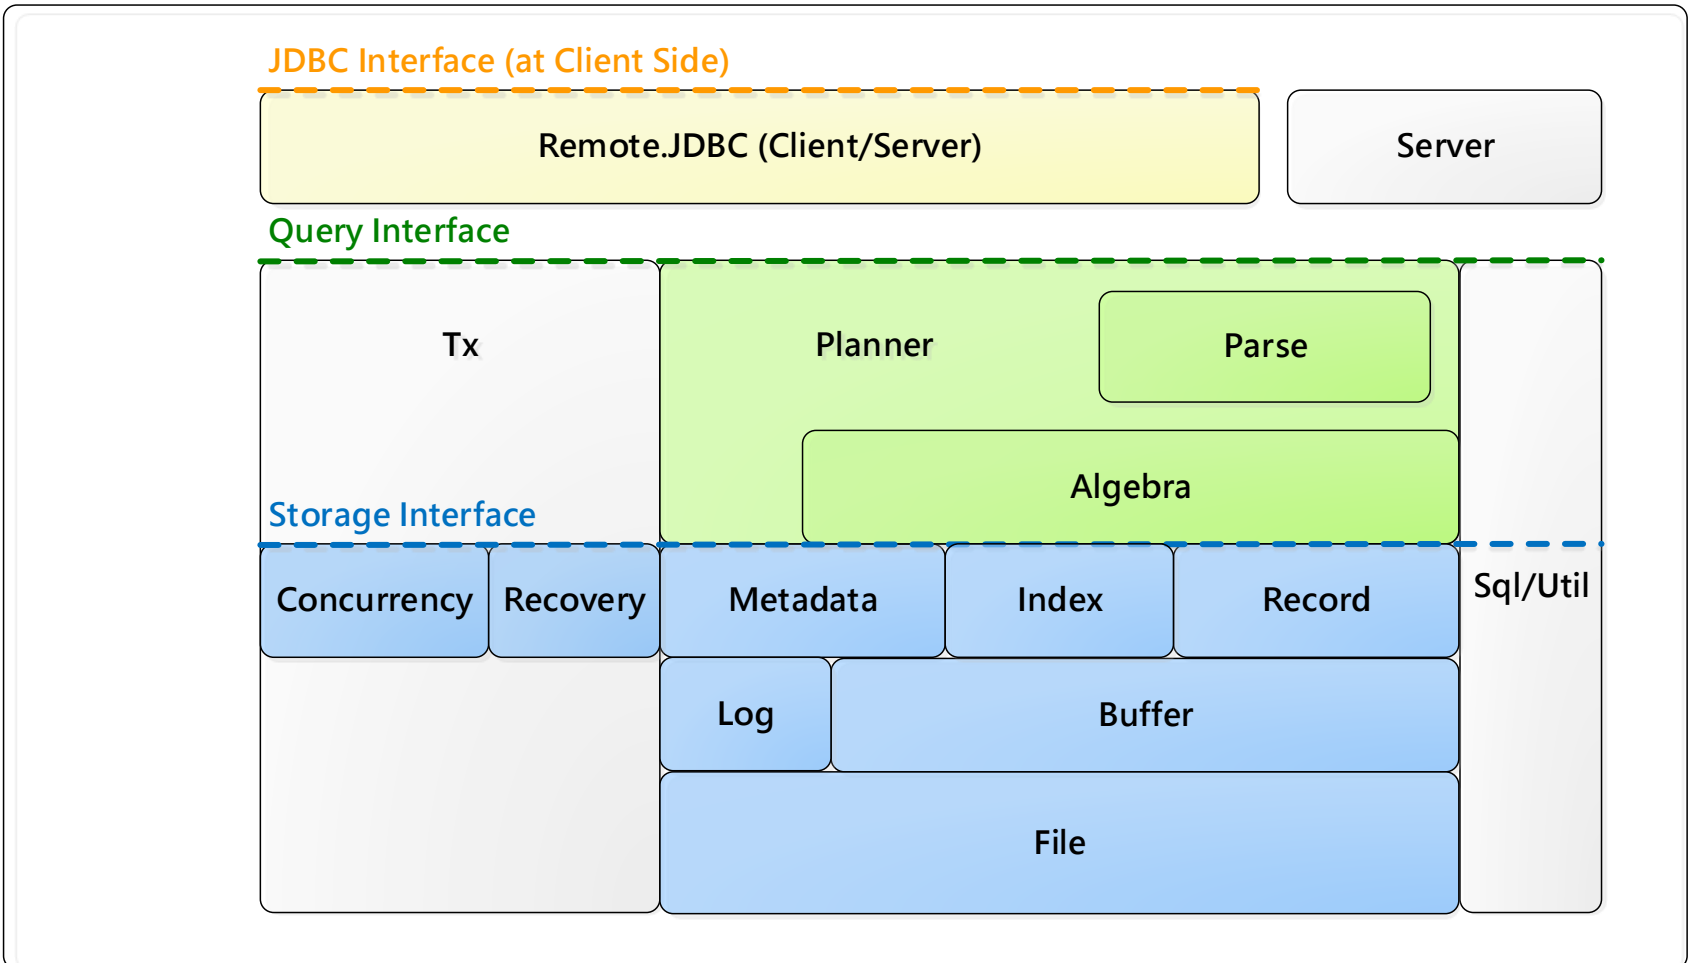 JDBC Interface (at Client Side)
Remote.JDBC (Client/Server)
Server
Query Interface
Tx
Planner
Parse
Algebra
Storage Interface
Concurrency
Recovery
Metadata
Index
Record
Sql/Util
Log
Buffer
File